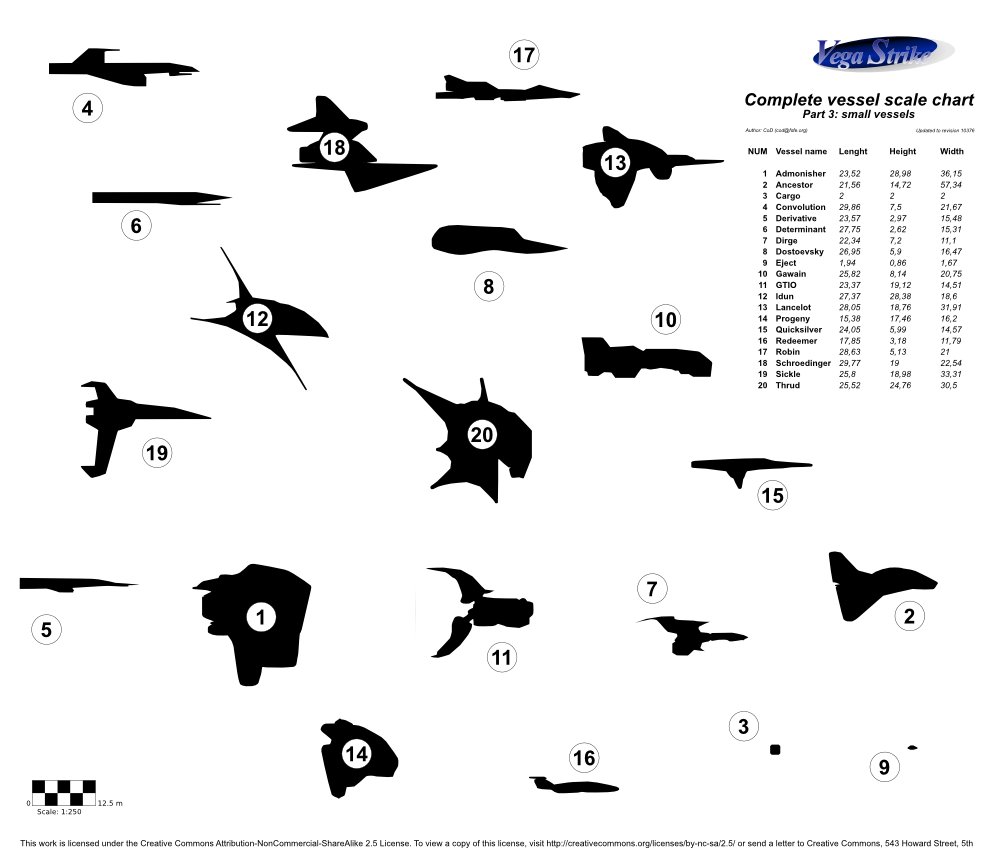 Vega Strike
Complete vessel scale chart
Part 3: small vessels
Author: CoD (cod@fsfe.org) Updated to revision 10376
NUM Vessel name Lenght Height Width
1 Admonisher 23,52 28,98 36,15
2 Ancestor 21,56 14,72 57,34
3 Cargo 2 2 2
4 Convolution 29,86 7,5 21,67
5 Derivative 23,57 2,97 15,48
6 Determinant 27,75 2,62 15,31
7 Dirge 22,34 7,2 11,1
8 Dostoevsky 26,95 5,9 16,47
9 Eject 1,94 0,86 1,67
10 Gawain 25,82 8,14 20,75
11 GTIO 23,37 19,12 14,51
12 Idun 27,37 28,38 18,6
13 Lancelot 28,05 18,76 31,91
14 Progeny 15,38 17,46 16,2
15 Quicksilver 24,05 5,99 14,57
16 Redeemer 17,85 3,18 11,79
17 Robin 28,63 5,13 21
18 Schroedinger 29,77 19 22,54
19 Sickle 25,8 18,98 33,31
20 Thrud 25,52 24,76 30,5
17
4
18
13
6
8
12
10
20
19
15
5
1
11
7
2
3
14
16
9
0 12.5 m
Scale: 1:250
This work is licensed under the Creative Commons Attribution-NonCommercial-ShareAlike 2.5 License. To view a copy of this license, visit http://creativecommons.org/licenses/by-nc-sa/2.5/ or send a letter to Creative Commons, 543 Howard Street, 5th